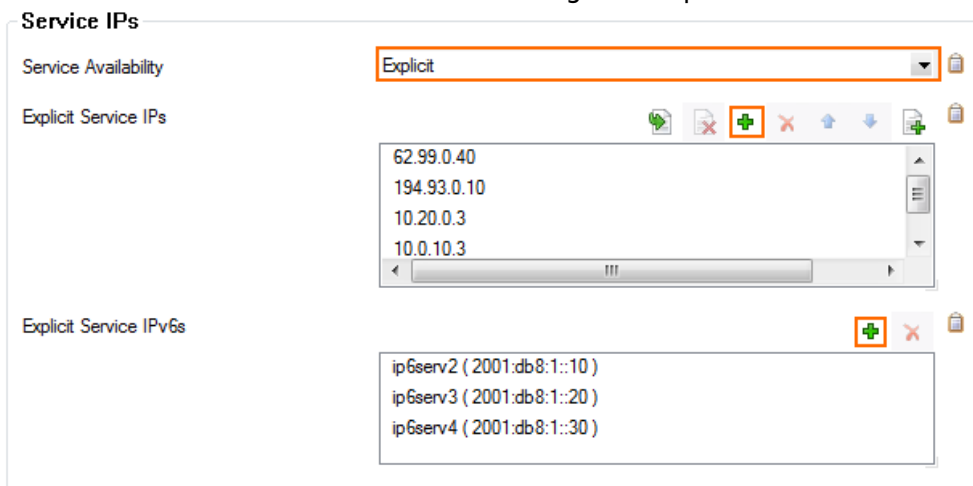 Service IPs
Service Availability
Explicit
Explicit Service IPs
62.99.0.40
194.93.0.10
10.20.0.3
10.0.10.3
Explicit Service IPv6s
ip6serv2 ( 2001:db8:1::10 )
ip6serv3 ( 2001:db8:1::20 )
ip6serv4 ( 2001:db8:1::30 )